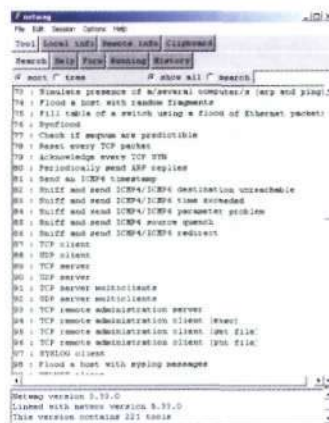 netwag
File Edit Session Options Help
Tool Local info Remote info Clipboard
Search Help Form Running History
sort tree show all search
73 : Simulate presence of a/several computer/s (arp and ping)
74 : Flood a host with random fragments
75 : Fill table of a switch using a flood of Ethernet packets
76 : Synflood
77 : Check if seqnum are predictible
78 : Reset every TCP packet
79 : Acknowledge every TCP SYN
80 : Periodically send ARP replies
81 : Send an ICMP4 timestamp
82 : Sniff and send ICMP4/ICMP6 destination unreachable
83 : Sniff and send ICMP4/ICMP6 time exceeded
84 : Sniff and send ICMP4/ICMP6 parameter problem
85 : Sniff and send ICMP4 source quench
86 : Sniff and send ICMP4/ICMP6 redirect
87 : TCP client
88 : UDP client
89 : TCP server
90 : UDP server
91 : TCP server multiclients
92 : UDP server multiclients
93 : TCP remote administration server
94 : TCP remote administration client (exec)
95 : TCP remote administration client (get file)
96 : TCP remote administration client (put file)
97 : SYSLOG client
98 : Flood a host with syslog messages
Netwag version 5.33.0
Linked with netwox version 5.33.0
This version contains 221 tools